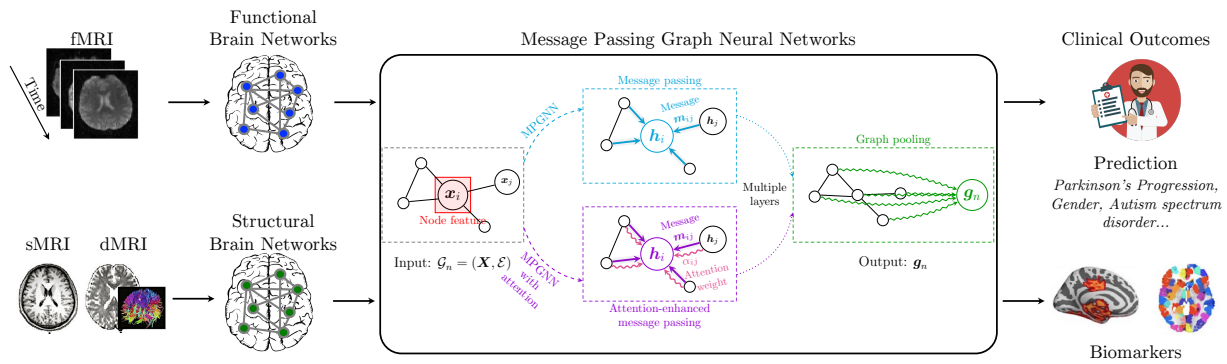 fMRI
Time
Functional
Brain Networks
sMRI
dMRI
Structural
Brain Networks
Message Passing Graph Neural Networks
x_i
x_j
Node feature
Input: 𝒢_n = (X, ℰ)
MPGNN
MPGNN
with
attention
Message passing
Message
m_ij
h_i
h_j
Message
m_ij
h_i
h_j
α_ij
Attention
weight
Attention-enhanced
message passing
Multiple
layers
Graph pooling
g_n
Output: g_n
Clinical Outcomes
Prediction
Parkinson's Progression,
Gender, Autism spectrum
disorder...
Biomarkers